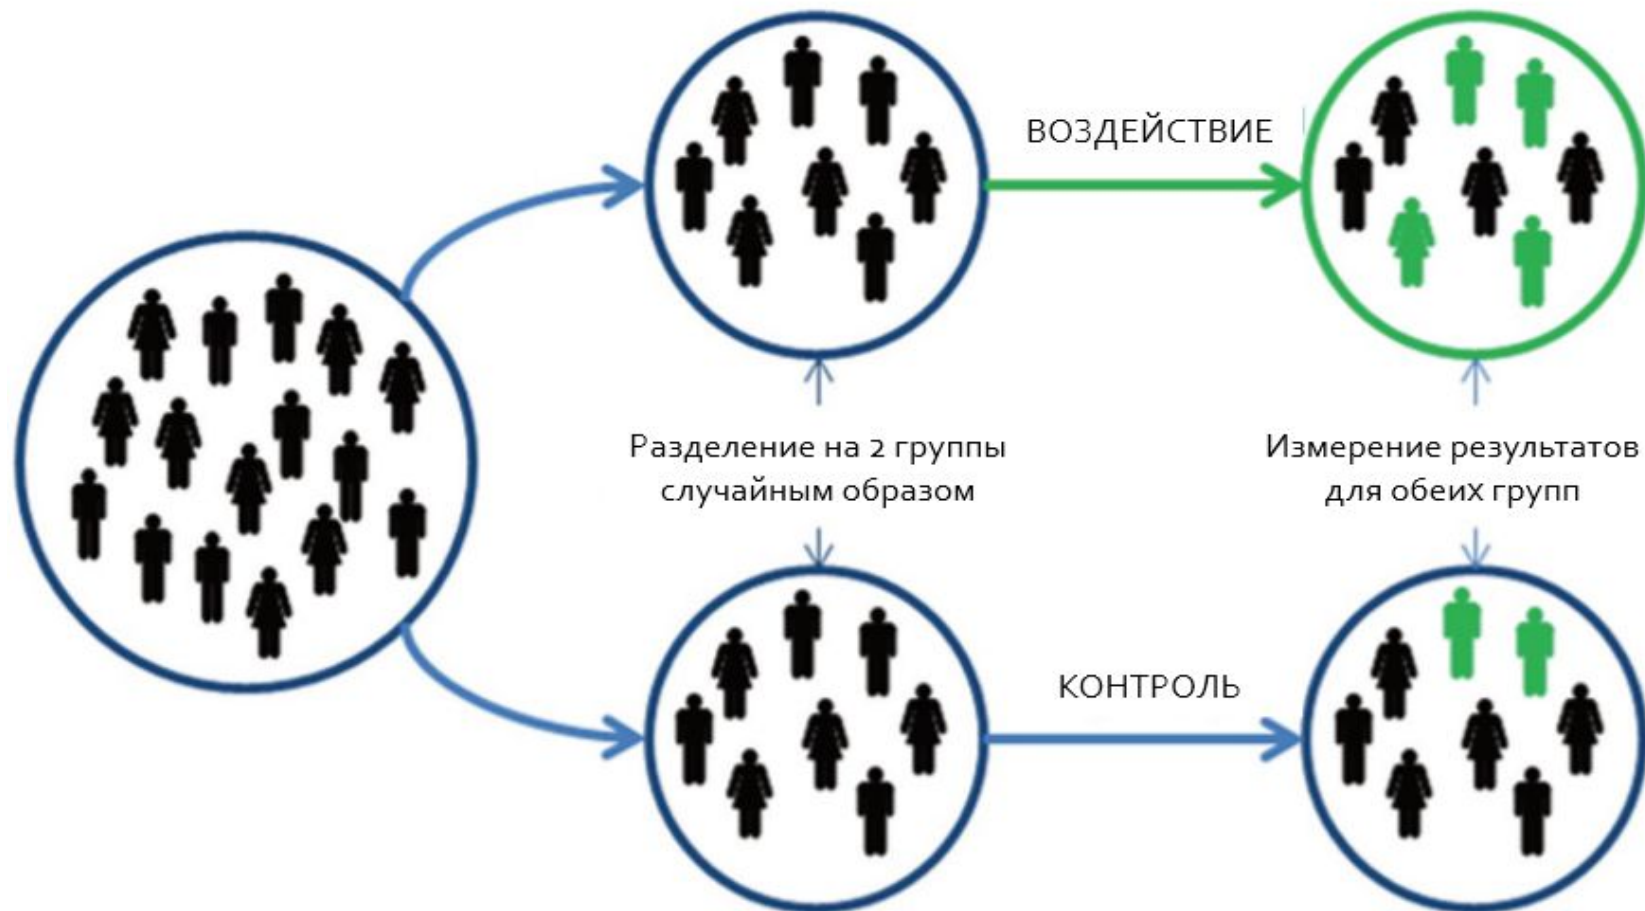 ВОЗДЕЙСТВИЕ
Разделение на 2 группы
случайным образом
Измерение результатов
для обеих групп
КОНТРОЛЬ